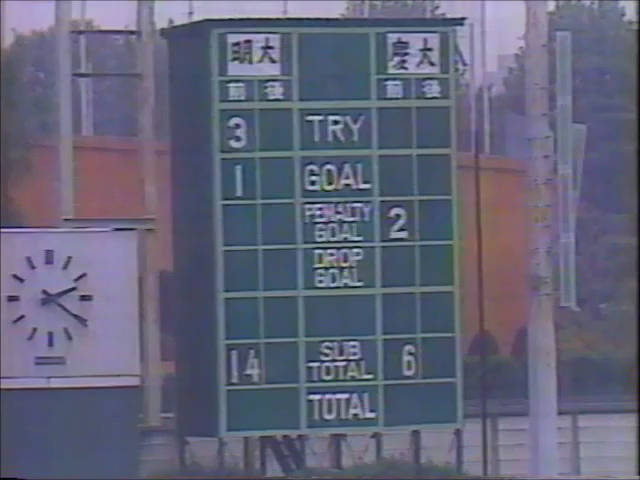 明大 慶大
前 後 前 後
3 TRY
1 GOAL
PENALTY GOAL 2
DROP GOAL
14 SUB TOTAL 6
TOTAL